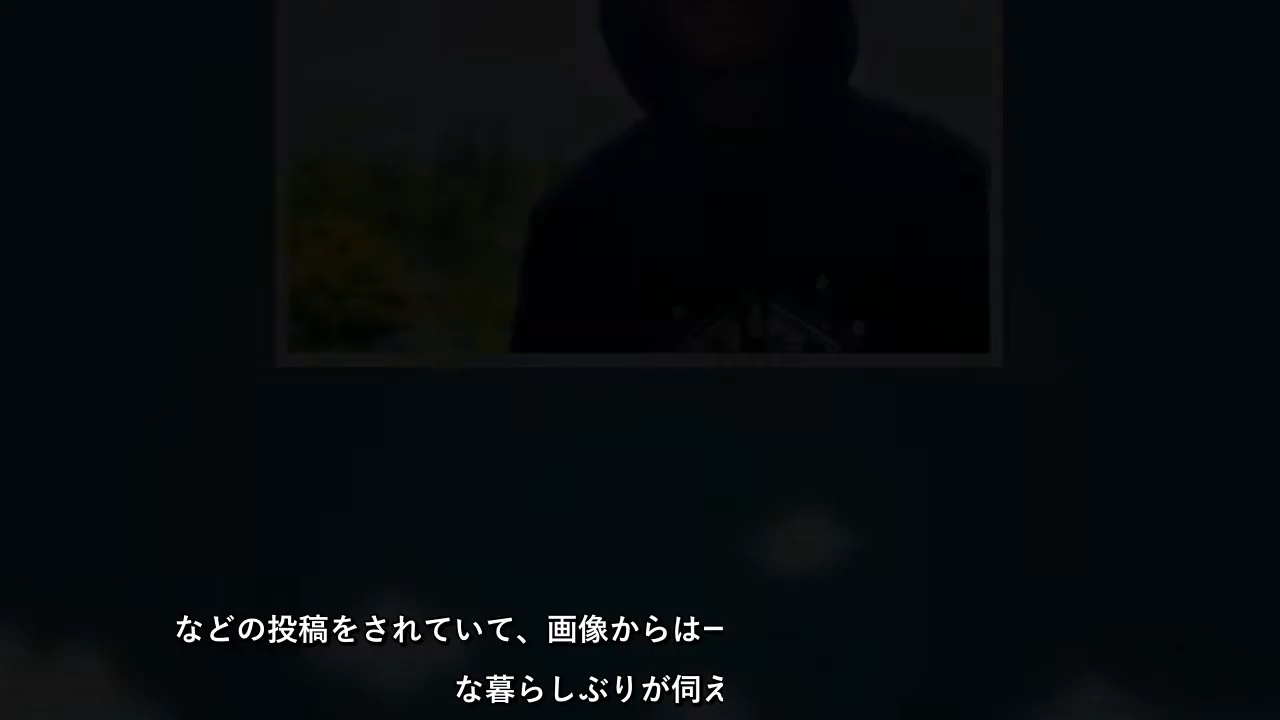 などの投稿をされていて、画像からは
な暮らしぶりが伺え